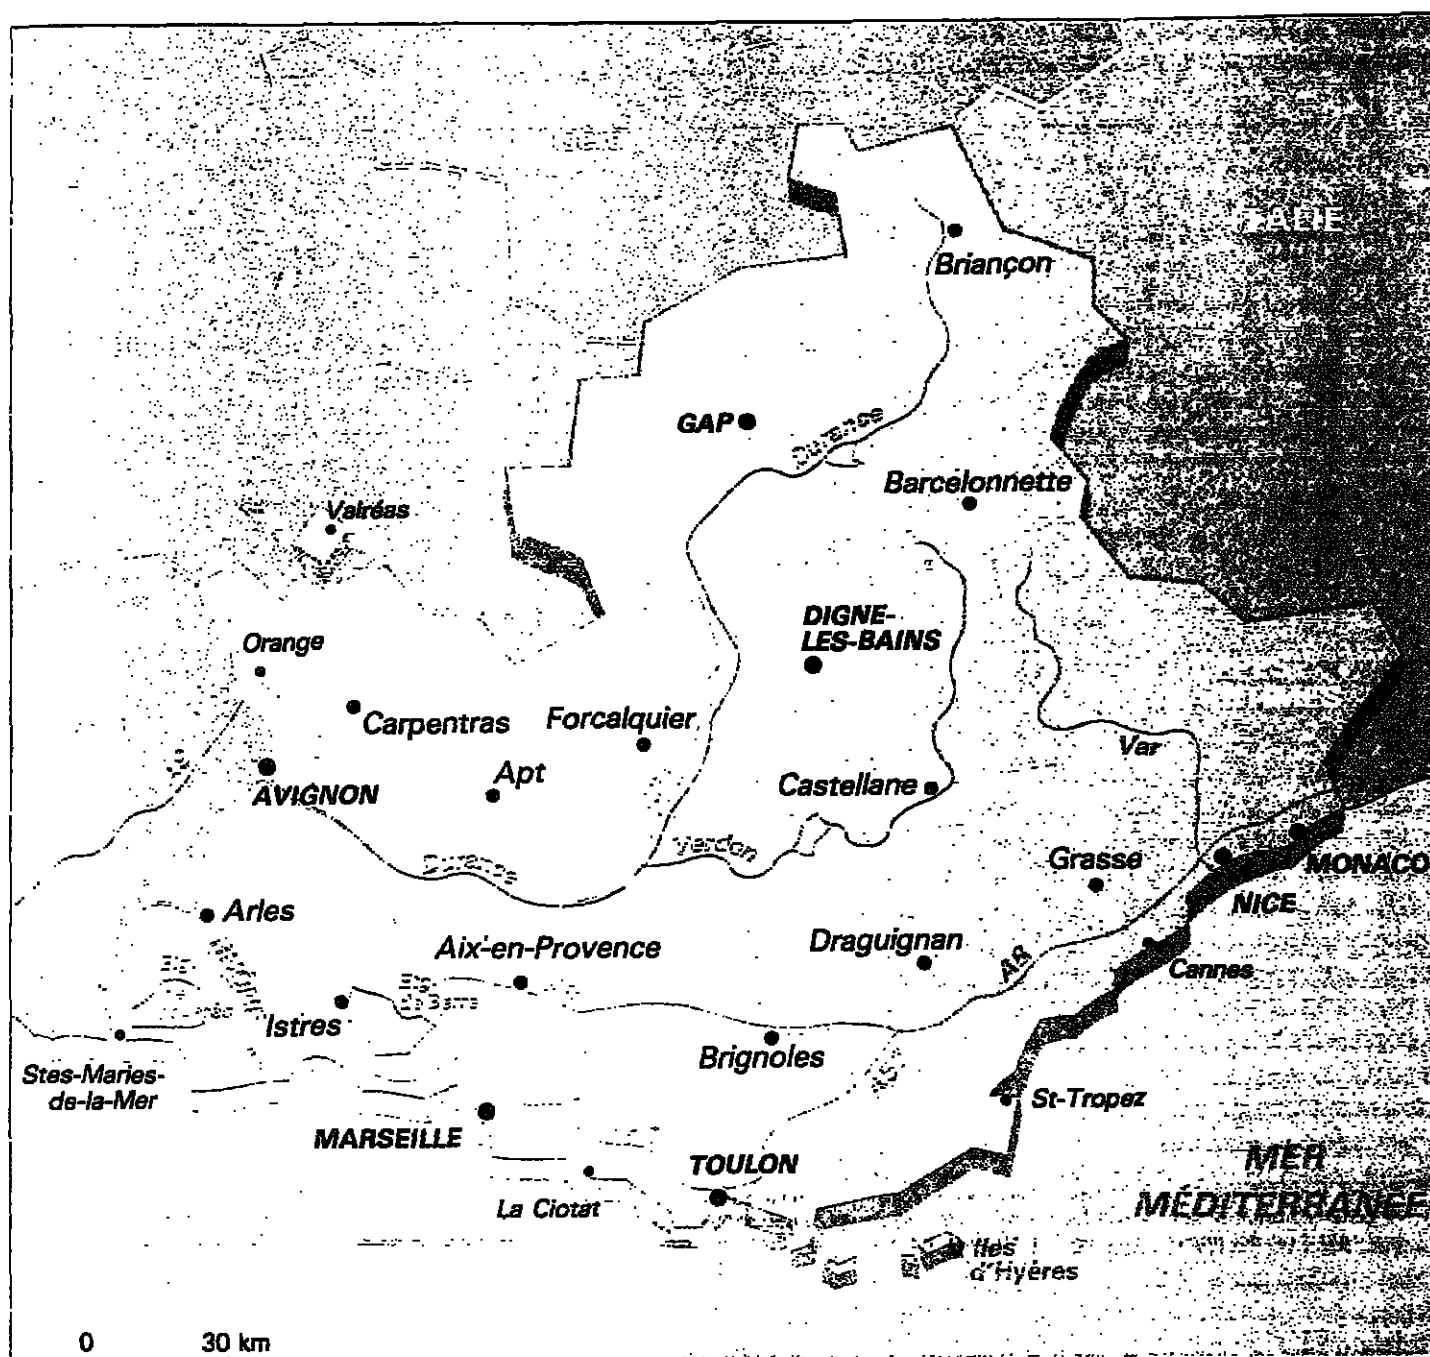 ITALIE
Briançon
GAP
Durance
Barcelonnette
Valréas
DIGNE-
LES-BAINS
Orange
Carpentras
Forcalquier
Var
AVIGNON
Apt
Castellane
Verdon
Durance
Grasse
MONACO
NICE
Arles
Aix-en-Provence
Draguignan
A8
Cannes
Istres
Brignoles
Stes-Maries-
de-la-Mer
St-Tropez
MARSEILLE
TOULON
MER
MÉDITERRANÉE
La Ciotat
Iles
d'Hyères
0 30 km